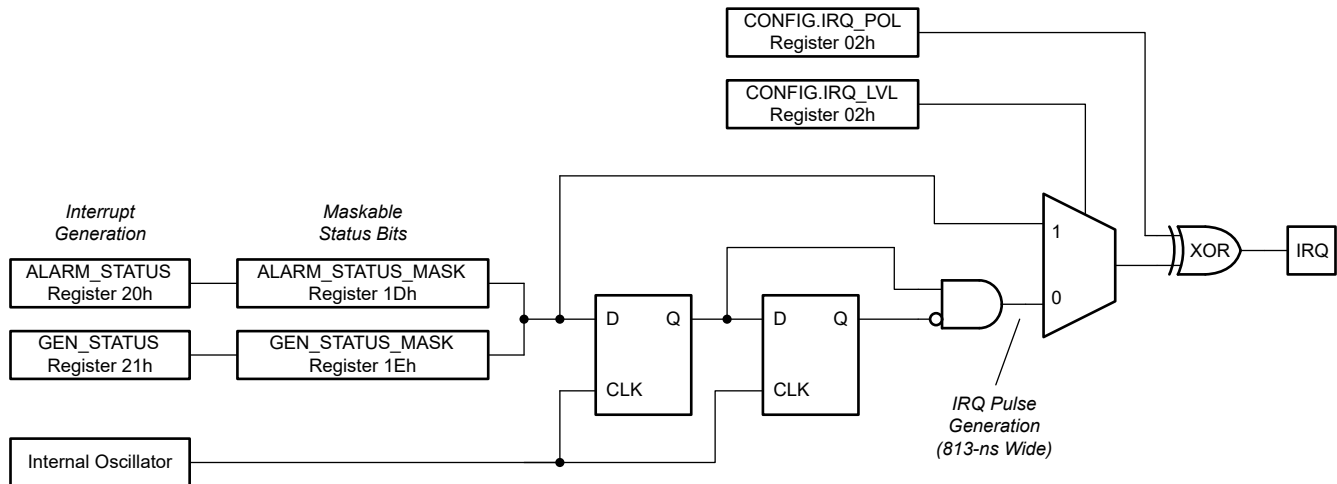 CONFIG.IRQ_POL
Register 02h
CONFIG.IRQ_LVL
Register 02h
Interrupt
Generation
Maskable
Status Bits
ALARM_STATUS
Register 20h
ALARM_STATUS_MASK
Register 1Dh
GEN_STATUS
Register 21h
GEN_STATUS_MASK
Register 1Eh
Internal Oscillator
D
Q
CLK
D
Q
CLK
IRQ Pulse
Generation
(813-ns Wide)
1
0
XOR
IRQ